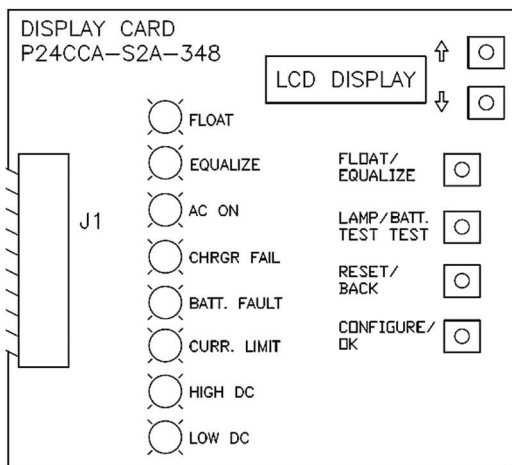 DISPLAY CARD
P24CCA-S2A-348
LCD DISPLAY
FLOAT
EQUALIZE
AC ON
CHRGR FAIL
BATT. FAULT
CURR. LIMIT
HIGH DC
LOW DC
J1
FLOAT/
EQUALIZE
LAMP/BATT.
TEST TEST
RESET/
BACK
CONFIGURE/
OK